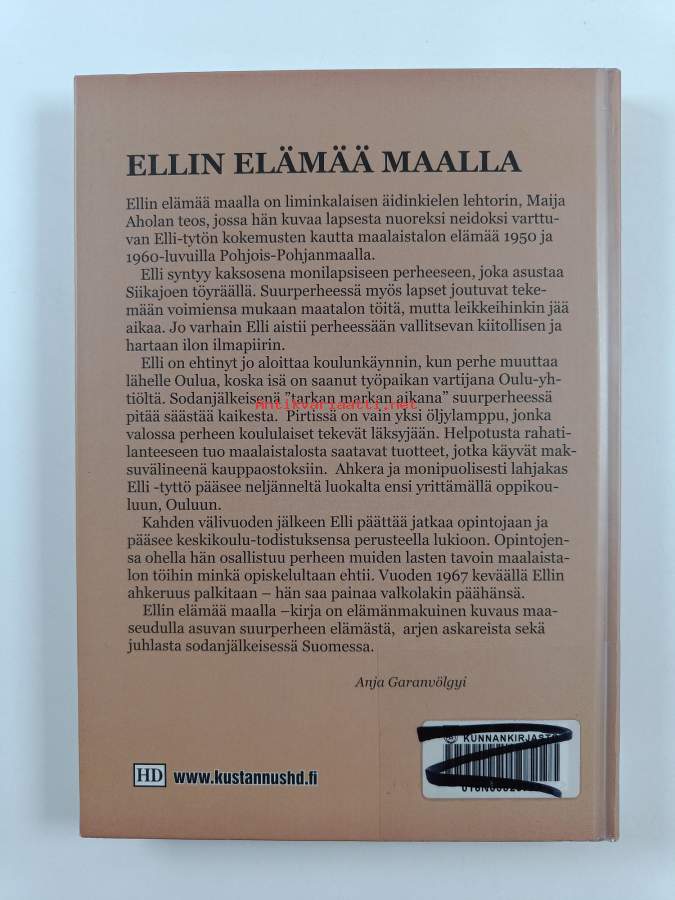 ELLIN ELÄMÄÄ MAALLA
Ellin elämää maalla on liminkalaisen äidinkielen lehtorin, Maija
Aholan teos, jossa hän kuvaa lapsesta nuoreksi neidoksi varttu-
van Elli-tytön kokemusten kautta maalaistalon elämää 1950 ja
1960-luvuilla Pohjois-Pohjanmaalla.
Elli syntyy kaksosena monilapsiseen perheeseen, joka asustaa
Siikajoen töyräällä. Suurperheessä myös lapset joutuvat teke-
mään voimiensa mukaan maatalon töitä, mutta leikkeihinkin jää
aikaa. Jo varhain Elli aistii perheessään vallitsevan kiitollisen ja
hartaan ilon ilmapiirin.
Elli on ehtinyt jo aloittaa koulunkäynnin, kun perhe muuttaa
lähelle Oulua, koska isä on saanut työpaikan vartijana Oulu-yh-
tiöltä. Sodanjälkeisenä "tarkan markan aikana" suurperheessä
Antikvariaatti.net
pitää säästää kaikesta. Pirtissä on vain yksi öljylamppu, jonka
valossa perheen koululaiset tekevät läksyjään. Helpotusta rahati-
lanteeseen tuo maalaistalosta saatavat tuotteet, jotka käyvät mak-
suvälineenä kauppaostoksiin. Ahkera ja monipuolisesti lahjakas
Elli -tyttö pääsee neljänneltä luokalta ensi yrittämällä oppikou-
luun, Ouluun.
Kahden välivuoden jälkeen Elli päättää jatkaa opintojaan ja
pääsee keskikoulu-todistuksensa perusteella lukioon. Opintojen-
sa ohella hän osallistuu perheen muiden lasten tavoin maalaista-
lon töihin minkä opiskelultaan ehtii. Vuoden 1967 keväällä Ellin
ahkeruus palkitaan – hän saa painaa valkolakin päähänsä.
Ellin elämää maalla –kirja on elämänmakuinen kuvaus maa-
seudulla asuvan suurperheen elämästä, arjen askareista sekä
juhlasta sodanjälkeisessä Suomessa.
Anja Garanvölgyi
KUNNANKIRJASTO
HD www.kustannushd.fi